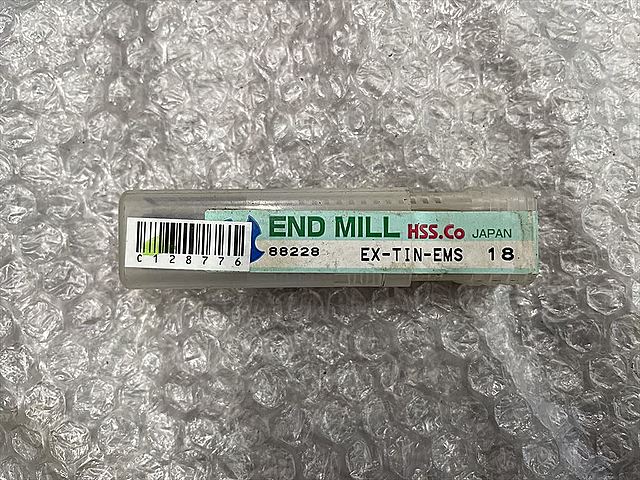 END MILL HSS.Co JAPAN
88228 EX-TIN-EMS 18
C128776